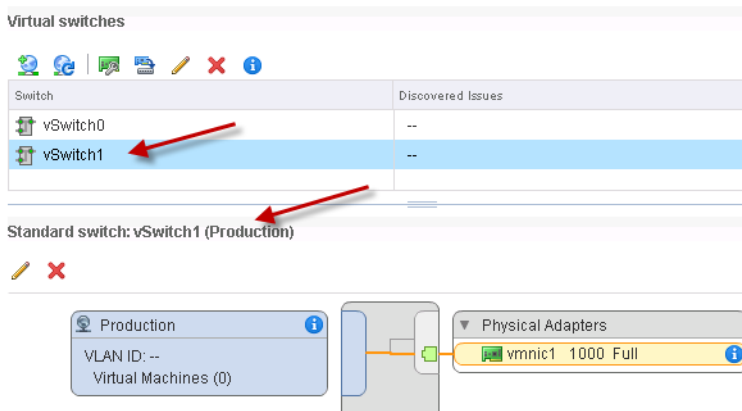 Virtual switches
Switch Discovered Issues
vSwitch0 --
vSwitch1 --
Standard switch: vSwitch1 (Production)
Production
Physical Adapters
VLAN ID: --
vmnic1 1000 Full
Virtual Machines (0)